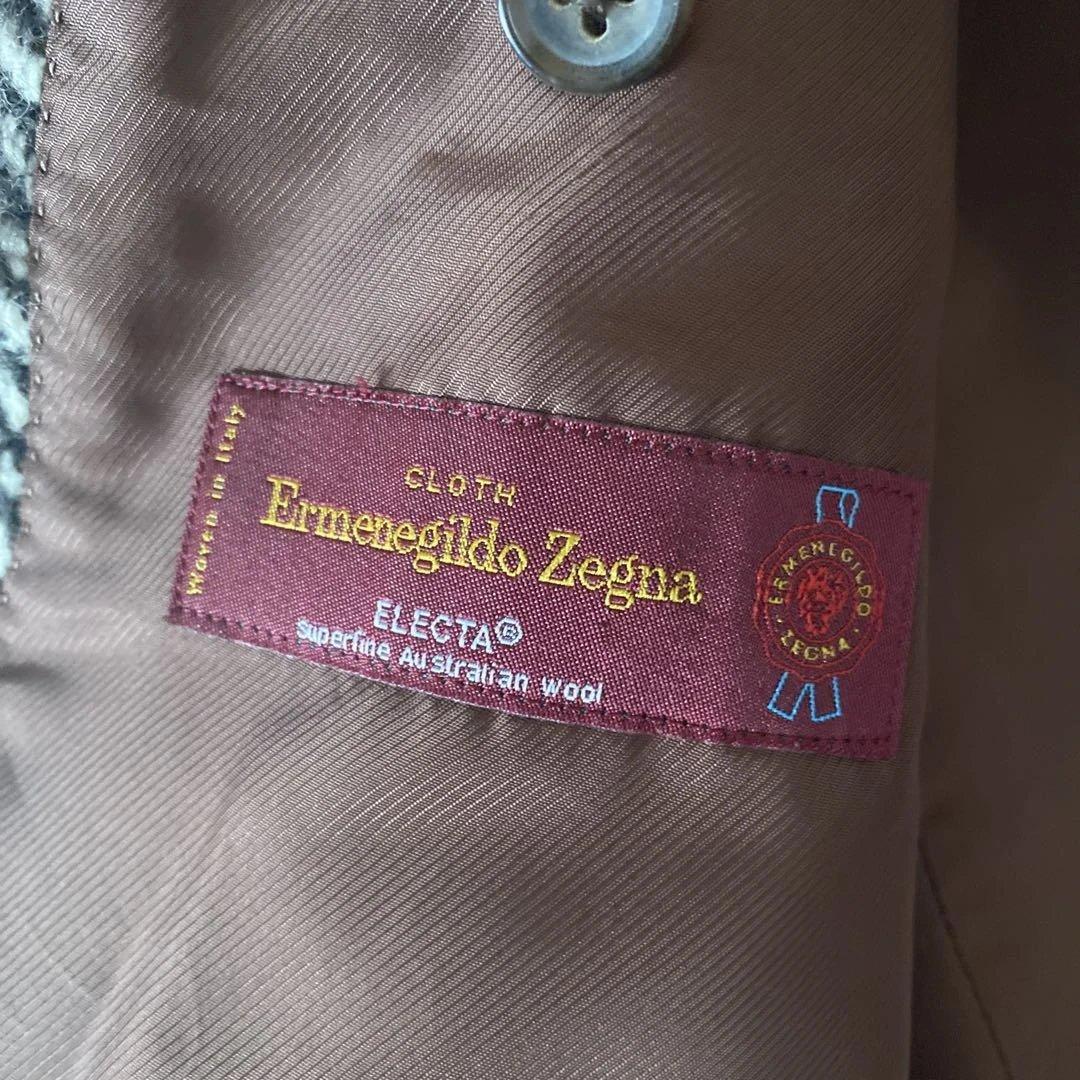 Woven in Italy
CLOTH
Ermenegildo Zegna
ELECTA®
Superfine Australian wool
ERMENEGILDO
· ZEGNA ·